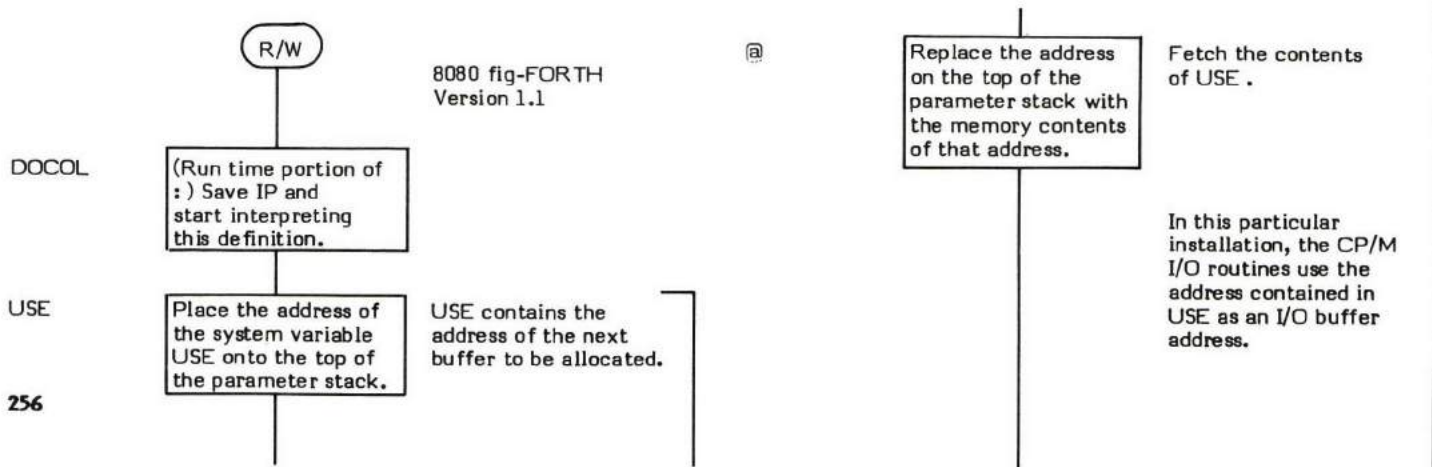 R/W
8080 fig-FORTH
Version 1.1
DOCOL
(Run time portion of
: ) Save IP and
start interpreting
this definition.
USE
Place the address of
the system variable
USE onto the top of
the parameter stack.
USE contains the
address of the next
buffer to be allocated.
256
@
Replace the address
on the top of the
parameter stack with
the memory contents
of that address.
Fetch the contents
of USE .
In this particular
installation, the CP/M
I/O routines use the
address contained in
USE as an I/O buffer
address.